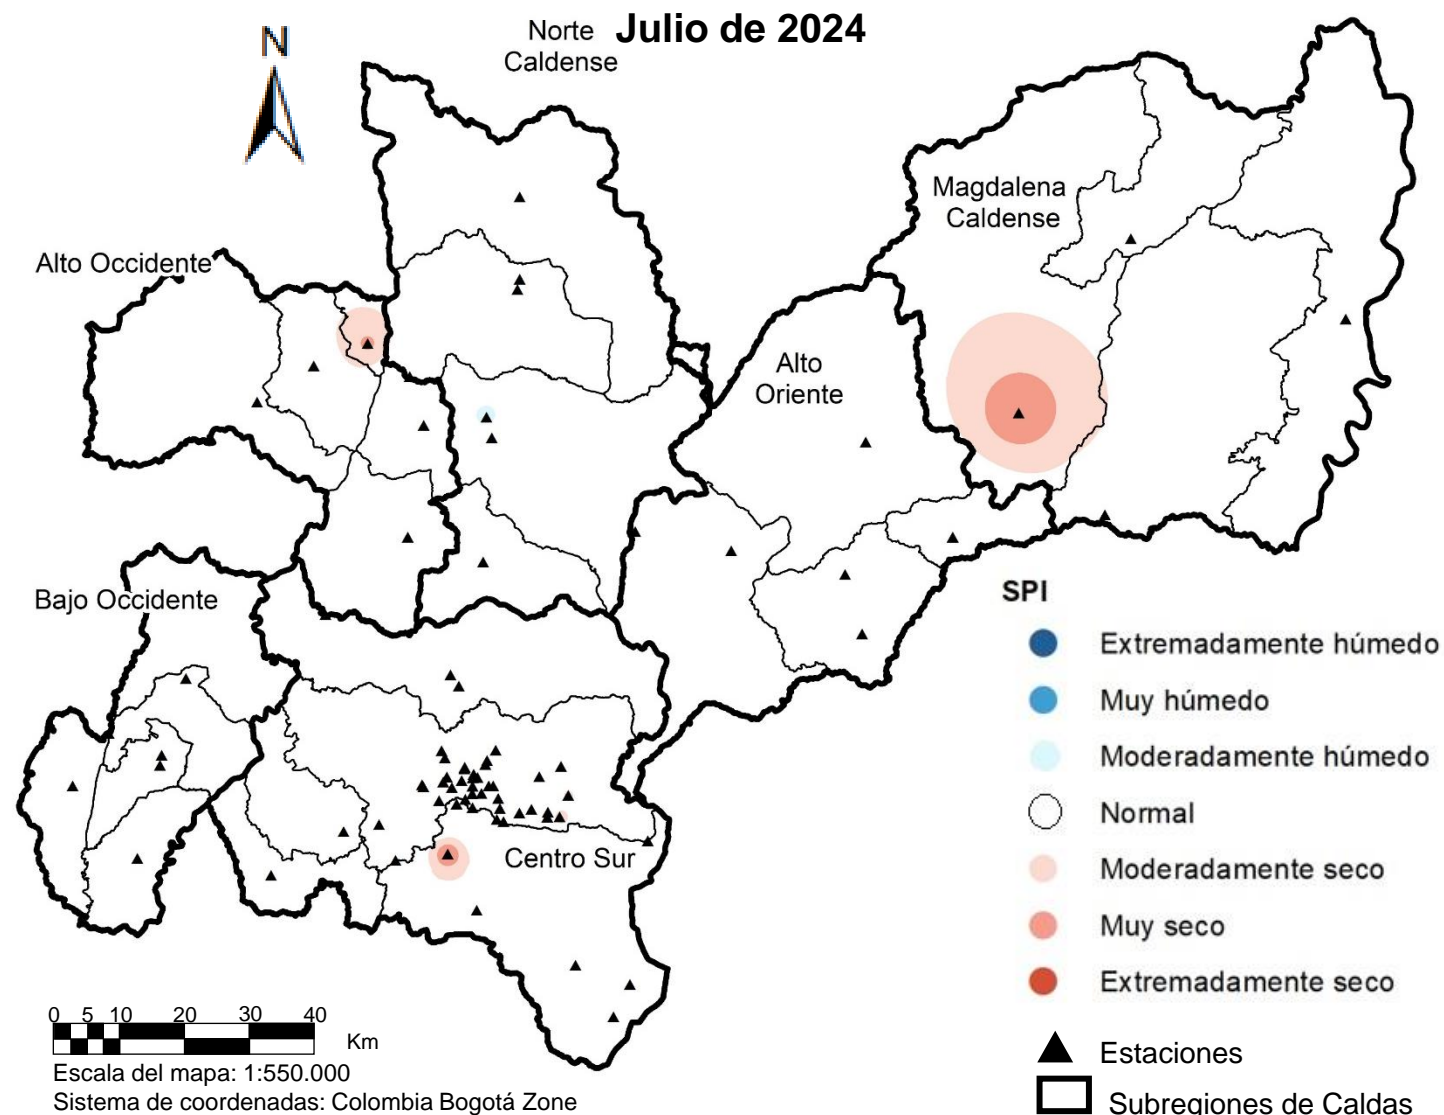 Julio de 2024
N
Norte
Caldense
Magdalena
Caldense
Alto Occidente
Alto
Oriente
Bajo Occidente
Centro Sur
SPI
Extremadamente húmedo
Muy húmedo
Moderadamente húmedo
Normal
Moderadamente seco
Muy seco
Extremadamente seco
Estaciones
Subregiones de Caldas
0 5 10 20 30 40
Km
Escala del mapa: 1:550.000
Sistema de coordenadas: Colombia Bogotá Zone